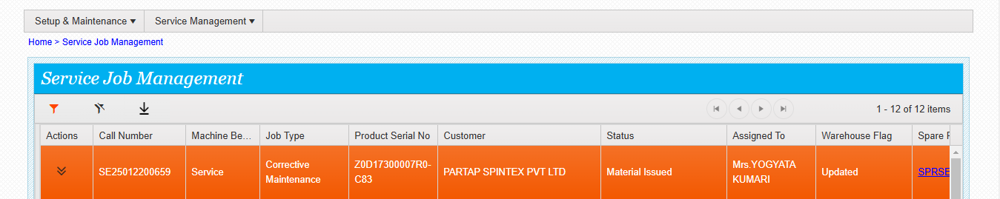 Setup & Maintenance Service Management
Home > Service Job Management
Service Job Management
1 - 12 of 12 items
Actions Call Number Machine Be... Job Type Product Serial No Customer Status Assigned To Warehouse Flag Spare
SE25012200659 Service Corrective Maintenance Z0D17300007R0-C83 PARTAP SPINTEX PVT LTD Material Issued Mrs.YOGYATA KUMARI Updated SPRSE